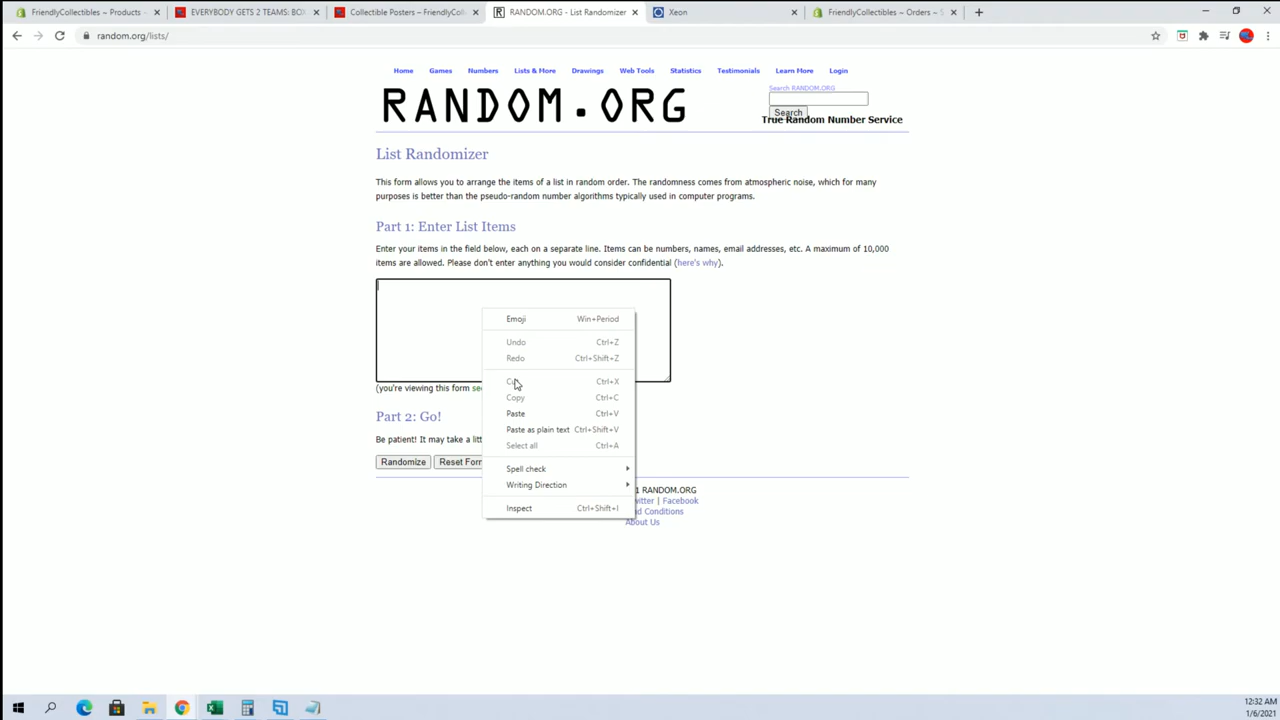 FriendlyCollectibles ~ Products ~
EVERYBODY GETS 2 TEAMS: BO
Collectible Posters – FriendlyColl
RANDOM.ORG - List Randomizer
Xeon
FriendlyCollectibles ~ Orders ~ S
random.org/lists/
Home Games Numbers Lists & More Drawings Web Tools Statistics Testimonials Learn More Login
RANDOM.ORG
Search RANDOM.ORG
Search
True Random Number Service
List Randomizer
This form allows you to arrange the items of a list in random order. The randomness comes from atmospheric noise, which for many
purposes is better than the pseudo-random number algorithms typically used in computer programs.
Part 1: Enter List Items
Enter your items in the field below, each on a separate line. Items can be numbers, names, email addresses, etc. A maximum of 10,000
items are allowed. Please don't enter anything you would consider confidential (here's why).
Emoji Win+Period
Undo Ctrl+Z
Redo Ctrl+Shift+Z
Cut Ctrl+X
Copy Ctrl+C
Paste Ctrl+V
Paste as plain text Ctrl+Shift+V
Select all Ctrl+A
Spell check
Writing Direction
Inspect Ctrl+Shift+I
(you're viewing this form
Part 2: Go!
Be patient! It may take a
Randomize Reset Form
RANDOM.ORG
| Facebook
Conditions
About Us
12:32 AM
1/6/2021